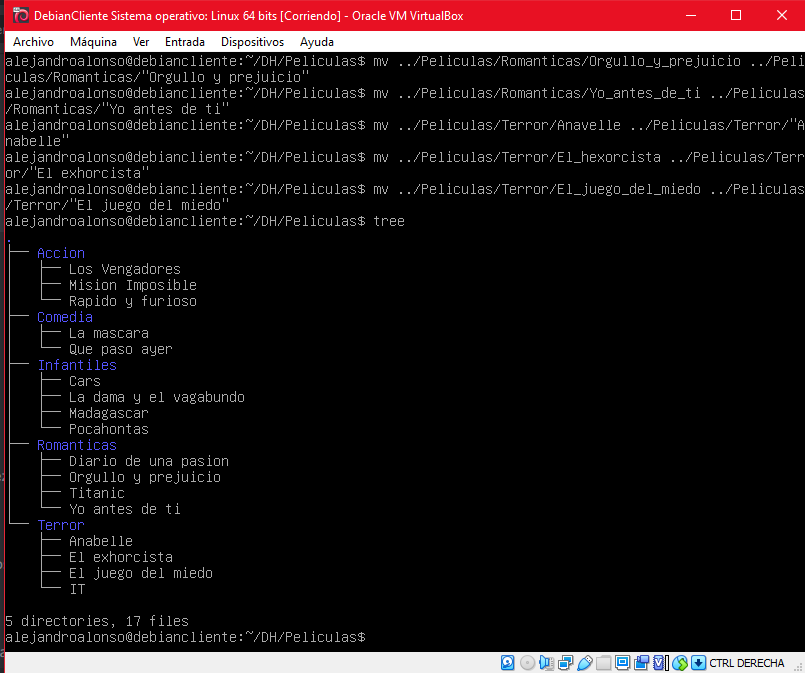 DebianCliente Sistema operativo: Linux 64 bits [Corriendo] - Oracle VM VirtualBox
Archivo Máquina Ver Entrada Dispositivos Ayuda
alejandroalonso@debiancliente:~/DH/Peliculas$ mv ../Peliculas/Romanticas/Orgullo_y_prejuicio ../Peli
culas/Romanticas/"Orgullo y prejuicio"
alejandroalonso@debiancliente:~/DH/Peliculas$ mv ../Peliculas/Romanticas/Yo_antes_de_ti ../Peliculas
/Romanticas/"Yo antes de ti"
alejandroalonso@debiancliente:~/DH/Peliculas$ mv ../Peliculas/Terror/Anavelle ../Peliculas/Terror/"A
nabelle"
alejandroalonso@debiancliente:~/DH/Peliculas$ mv ../Peliculas/Terror/El_hexorcista ../Peliculas/Terr
or/"El exhorcista"
alejandroalonso@debiancliente:~/DH/Peliculas$ mv ../Peliculas/Terror/El_juego_del_miedo ../Peliculas
/Terror/"El juego del miedo"
alejandroalonso@debiancliente:~/DH/Peliculas$ tree
.
├── Accion
│   ├── Los Vengadores
│   ├── Mision Imposible
│   └── Rapido y furioso
├── Comedia
│   ├── La mascara
│   └── Que paso ayer
├── Infantiles
│   ├── Cars
│   ├── La dama y el vagabundo
│   ├── Madagascar
│   └── Pocahontas
├── Romanticas
│   ├── Diario de una pasion
│   ├── Orgullo y prejuicio
│   ├── Titanic
│   └── Yo antes de ti
└── Terror
    ├── Anabelle
    ├── El exhorcista
    ├── El juego del miedo
    └── IT
5 directories, 17 files
alejandroalonso@debiancliente:~/DH/Peliculas$
CTRL DERECHA